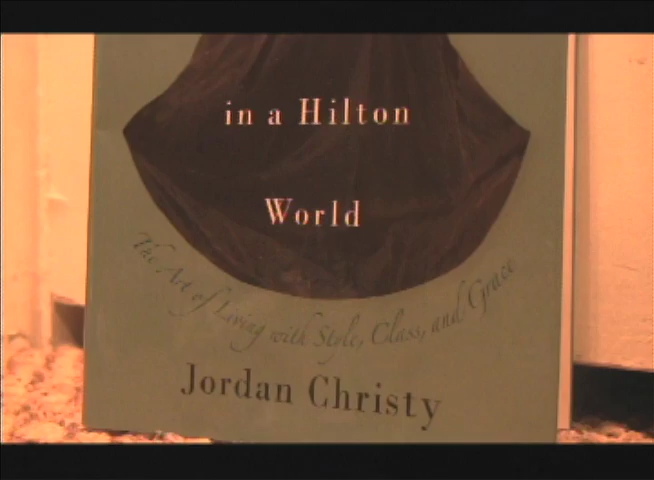 in a Hilton
World
The Art of Living with Style, Class, and Grace
Jordan Christy